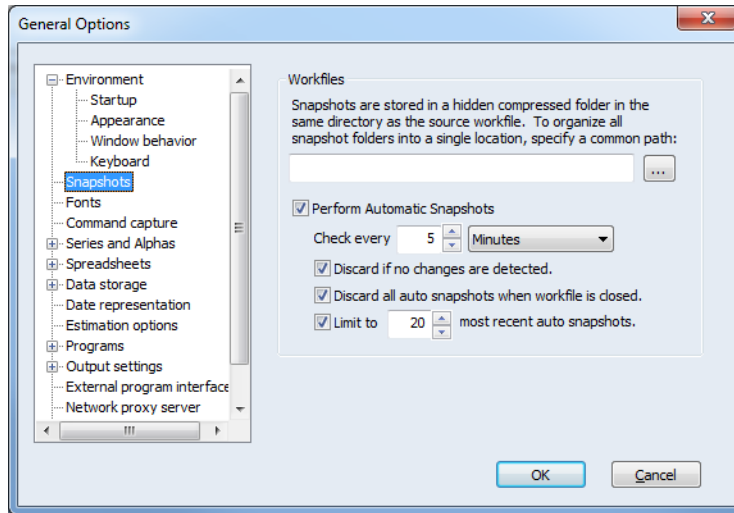 General Options
Environment
Startup
Appearance
Window behavior
Keyboard
Snapshots
Fonts
Command capture
Series and Alphas
Spreadsheets
Data storage
Date representation
Estimation options
Programs
Output settings
External program interface
Network proxy server
Workfiles
Snapshots are stored in a hidden compressed folder in the
same directory as the source workfile. To organize all
snapshot folders into a single location, specify a common path:
...
Perform Automatic Snapshots
Check every 5 Minutes
Discard if no changes are detected.
Discard all auto snapshots when workfile is closed.
Limit to 20 most recent auto snapshots.
OK Cancel